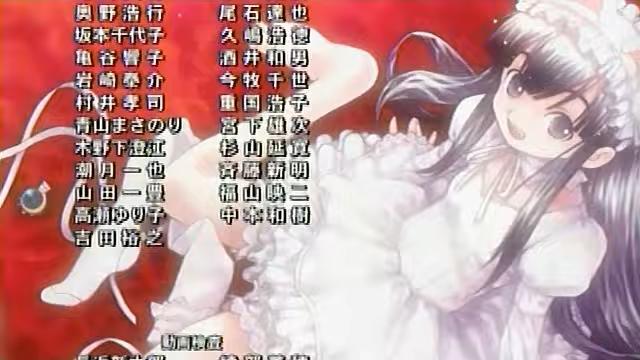 奥野浩行 尾石達也
坂本千代子 久嶋浩徳
亀谷響子 酒井和男
岩崎泰介 今牧千世
村井孝司 重国浩子
青山まさのり 宮下雄次
木野下澄江 杉山延寛
潮月一也 斉藤新明
山田一豊 福山映二
高瀬ゆり子 中本和樹
吉田裕之
動画検査